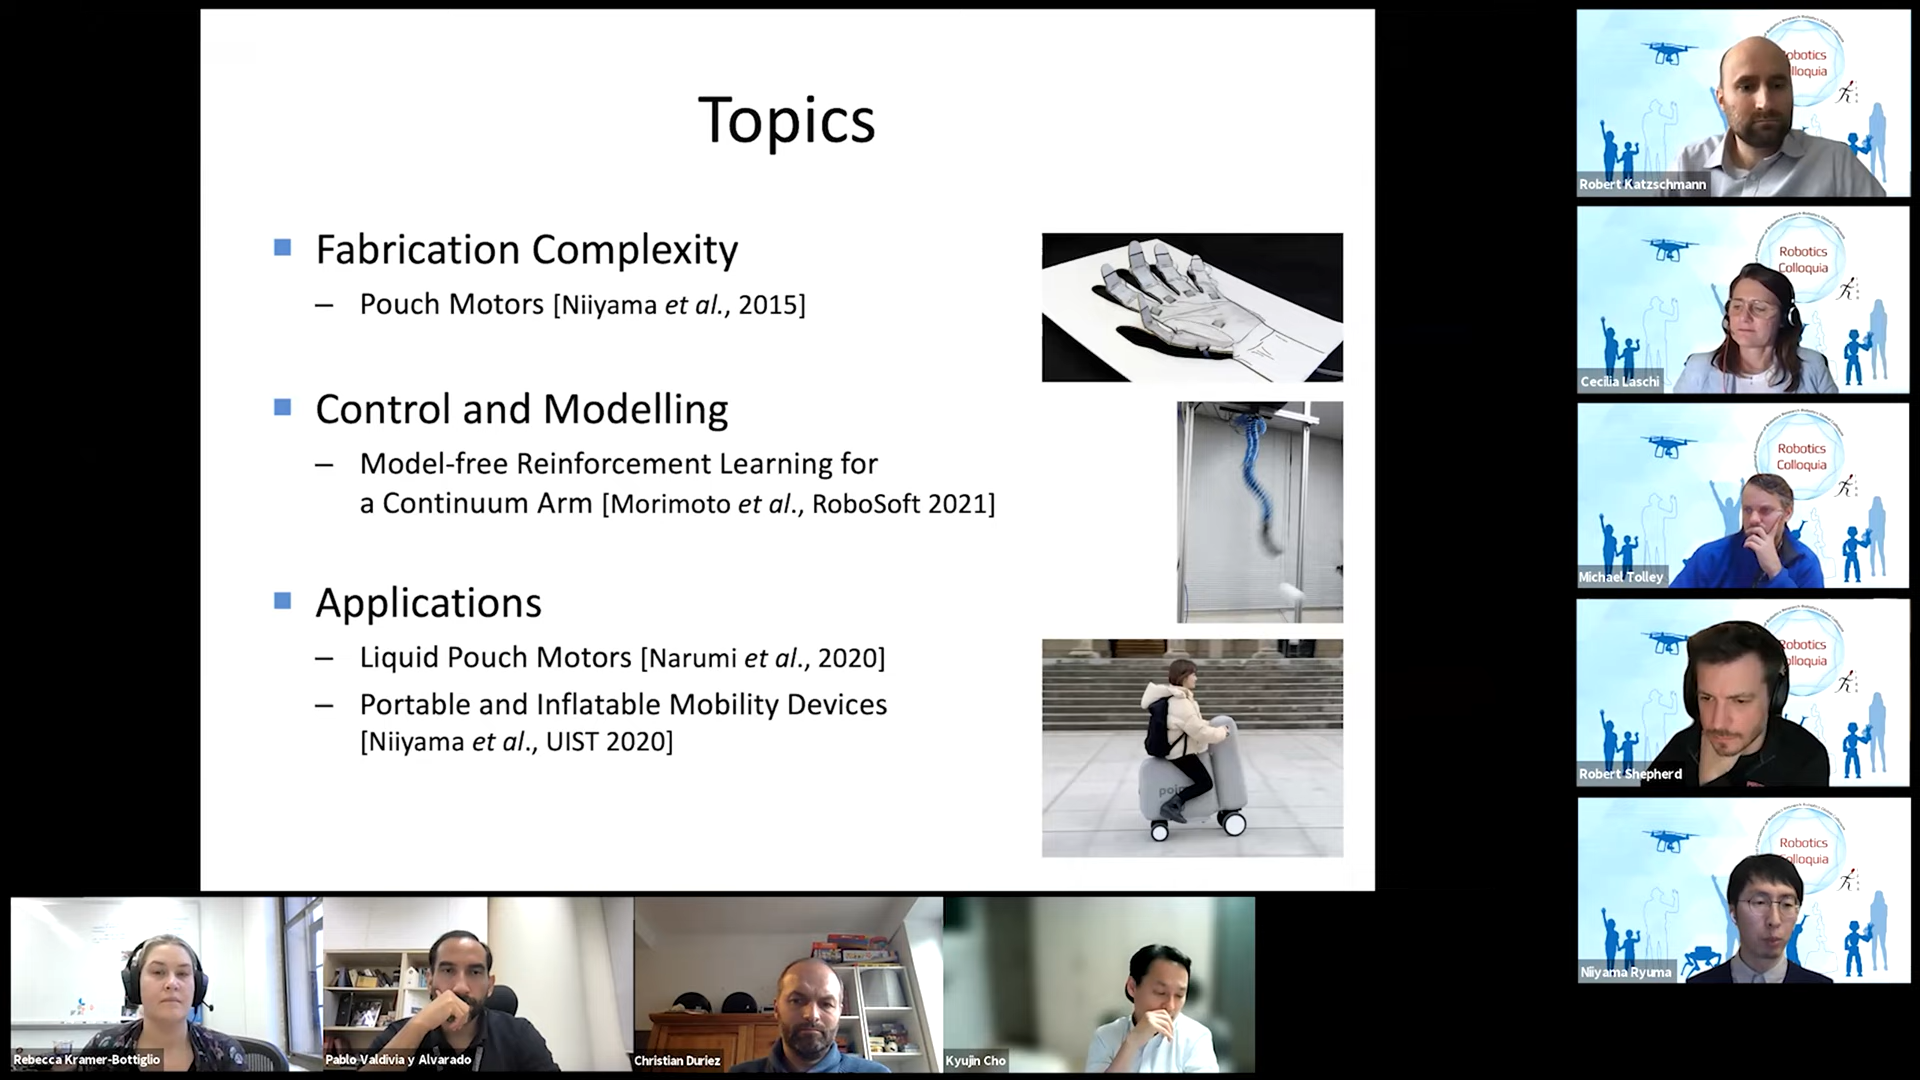 Topics
Fabrication Complexity
– Pouch Motors [Niiyama et al., 2015]
Control and Modelling
– Model-free Reinforcement Learning for
a Continuum Arm [Morimoto et al., RoboSoft 2021]
Applications
– Liquid Pouch Motors [Narumi et al., 2020]
– Portable and Inflatable Mobility Devices
[Niiyama et al., UIST 2020]
Robert Katzschmann
Robotics
Colloquia
Cecilia Laschi
Robotics
Colloquia
Michael Tolley
Robert Shepherd
Robotics
Niiyama Ryuma
Rebecca Kramer-Bottiglio
Pablo Valdivia y Alvarado
Christian Duriez
Kyujin Cho